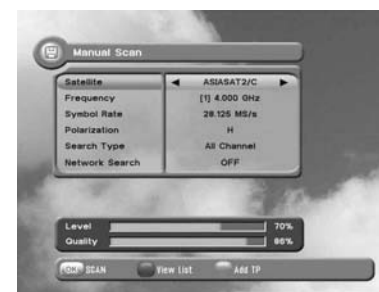 Manual Scan
Satellite ASIASAT2/C
Frequency [1] 4.000 GHz
Symbol Rate 28.125 MS/s
Polarization H
Search Type All Channel
Network Search OFF
Level 70%
Quality 86%
OK SCAN View List Add TP